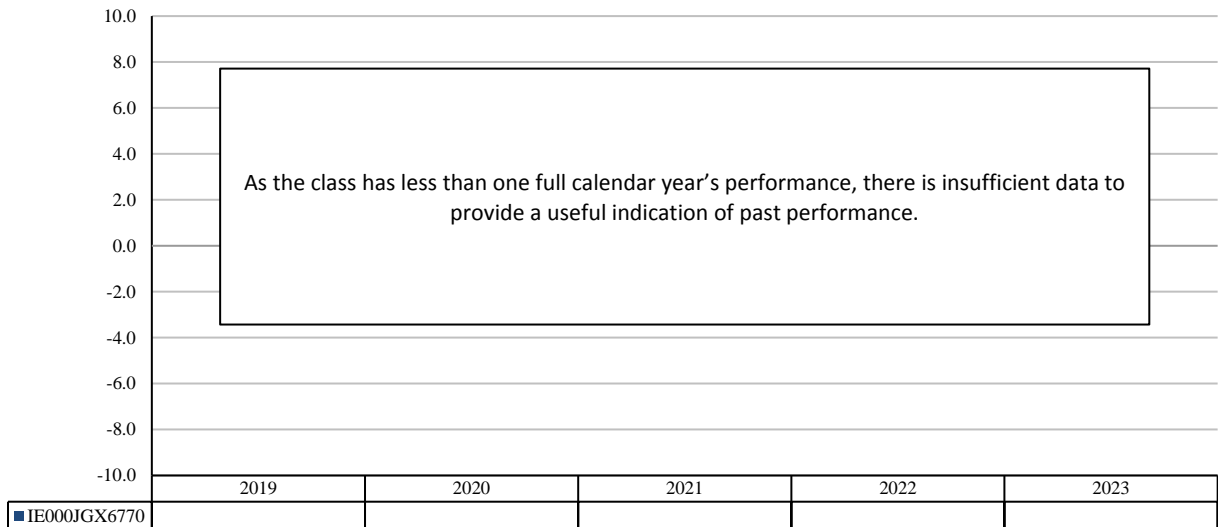 10.0
8.0
6.0
4.0
2.0
0.0
-2.0
-4.0
-6.0
-8.0
-10.0
As the class has less than one full calendar year’s performance, there is insufficient data to
provide a useful indication of past performance.
2019 2020 2021 2022 2023
IE000JGX6770